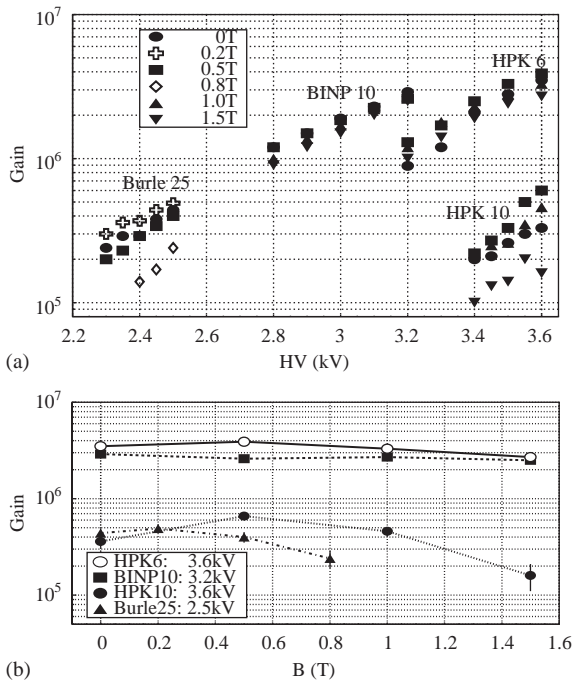 10^7
0T
0.2T
0.5T
0.8T
1.0T
1.5T
HPK 6
BINP 10
Gain
10^6
Burle 25
HPK 10
10^5
2.2 2.4 2.6 2.8 3 3.2 3.4 3.6
(a) HV (kV)
10^7
Gain
10^6
HPK6: 3.6kV
BINP10: 3.2kV
HPK10: 3.6kV
Burle25: 2.5kV
10^5
0 0.2 0.4 0.6 0.8 1 1.2 1.4 1.6
(b) B (T)